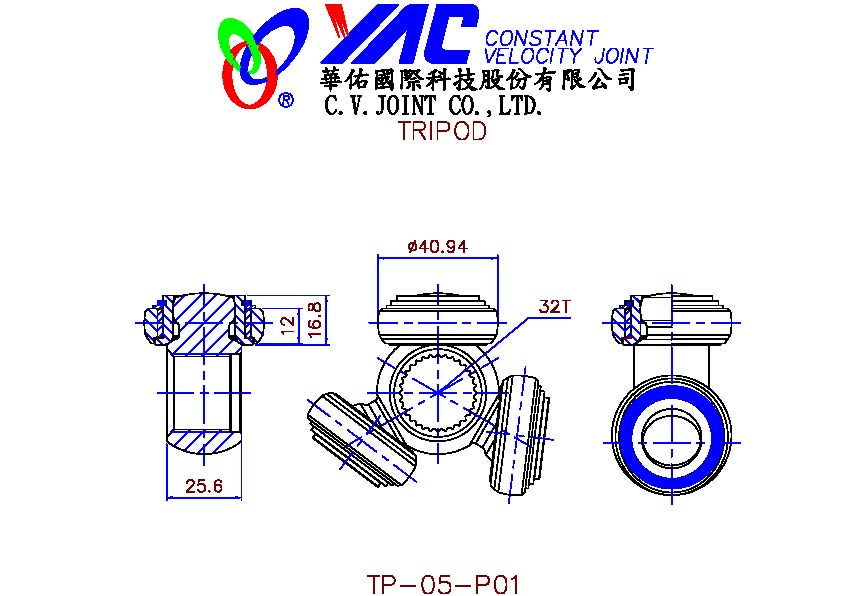 YAC CONSTANT
VELOCITY JOINT
華佑國際科技股份有限公司
®
C.V.JOINT CO.,LTD.
TRIPOD
ø40.94
32T
12
16.8
25.6
TP-05-P01